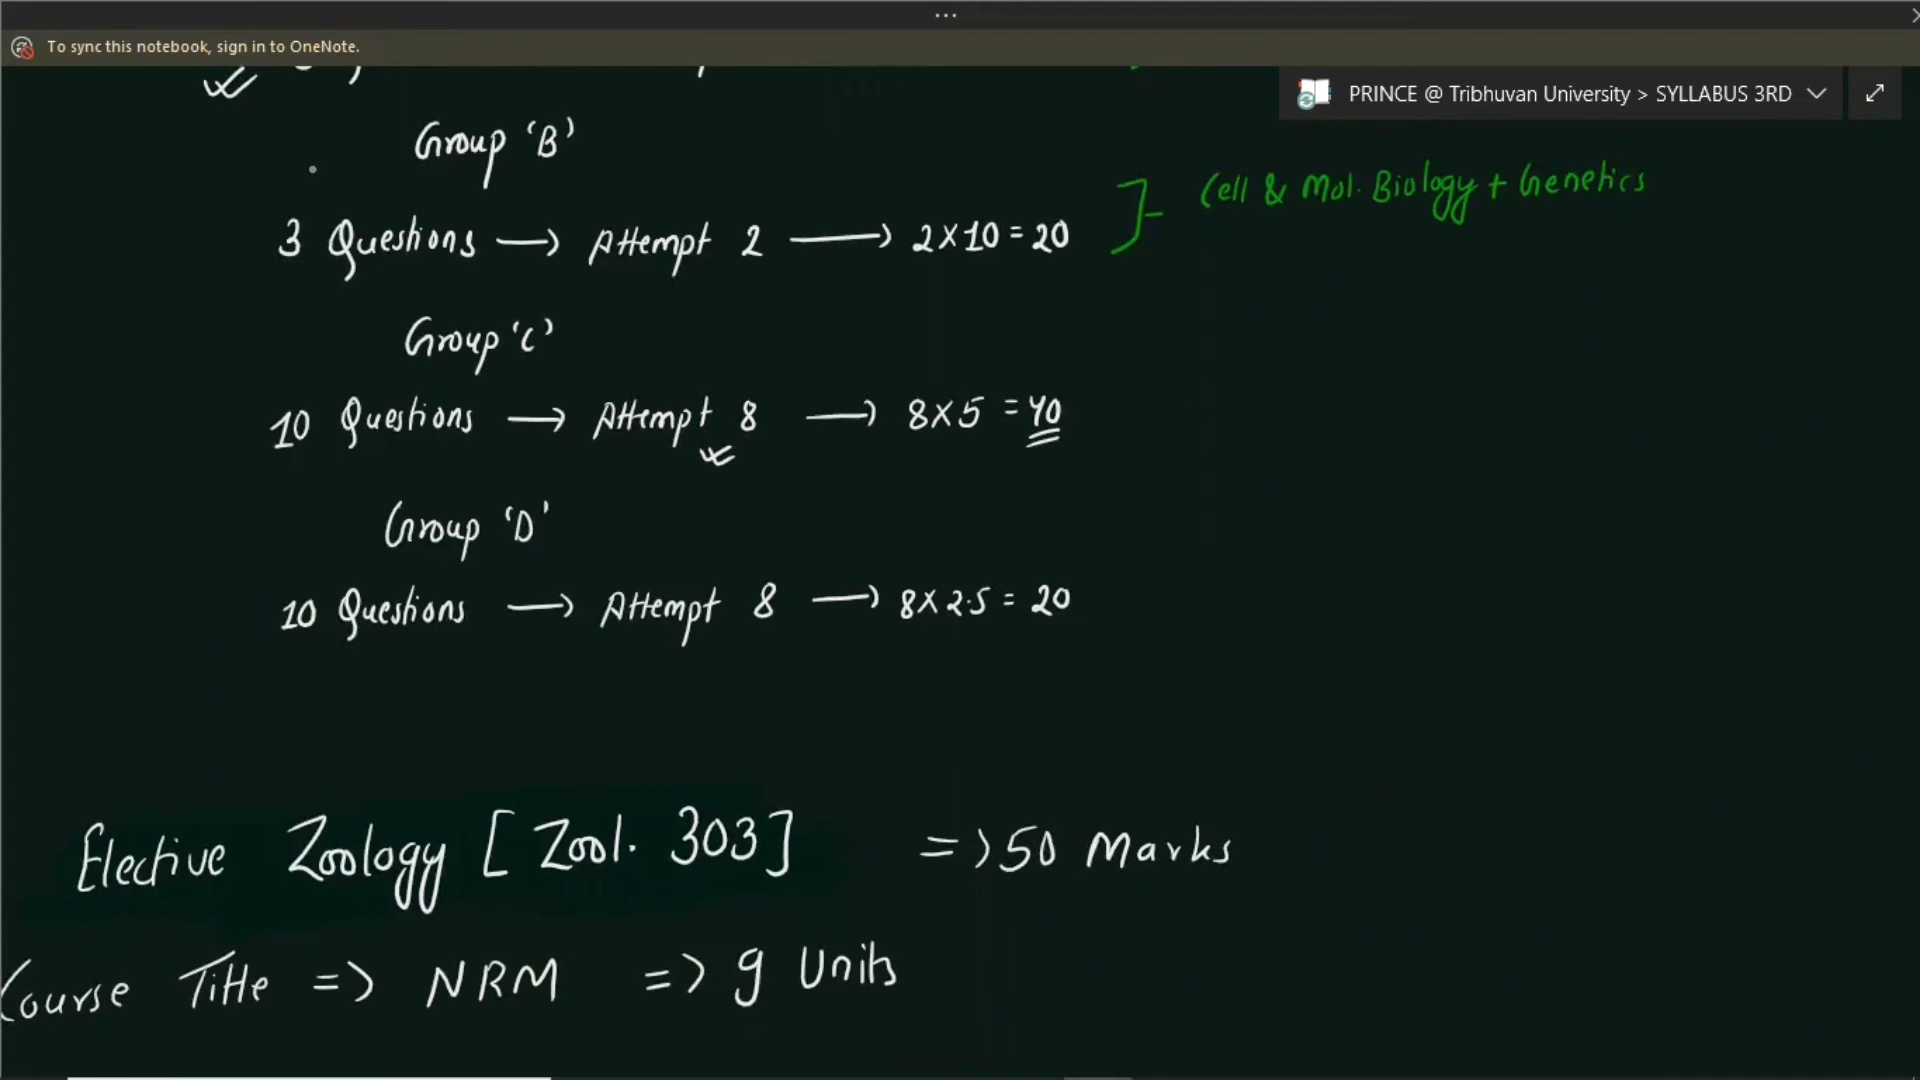 ...
To sync this notebook, sign in to OneNote.
PRINCE @ Tribhuvan University > SYLLABUS 3RD
Group 'B'
3 Questions → Attempt 2 → 2×10 = 20
Cell & Mol. Biology + Genetics
Group 'C'
10 Questions → Attempt 8 → 8×5 = 40
Group 'D'
10 Questions → Attempt 8 → 8×2.5 = 20
Elective Zoology [Zool. 303] => 50 Marks
Course Title => NRM => 9 Units